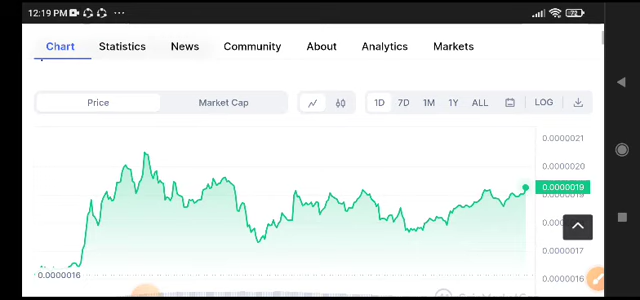 12:19 PM ... 72
Chart Statistics News Community About Analytics Markets
Price Market Cap 1D 7D 1M 1Y ALL LOG
0.0000021
0.0000020
0.0000019
0.0000017
0.0000016 0.0000016